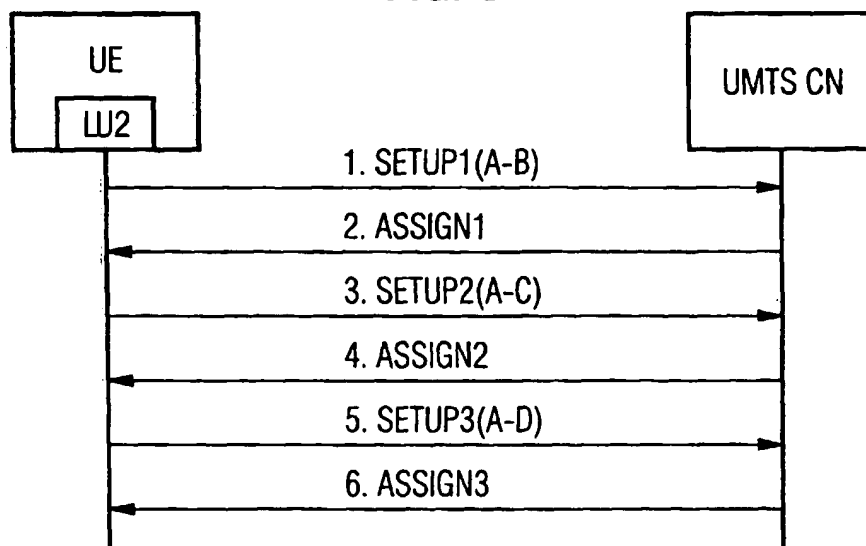 UE
LU2
UMTS CN
1. SETUP1(A-B)
2. ASSIGN1
3. SETUP2(A-C)
4. ASSIGN2
5. SETUP3(A-D)
6. ASSIGN3